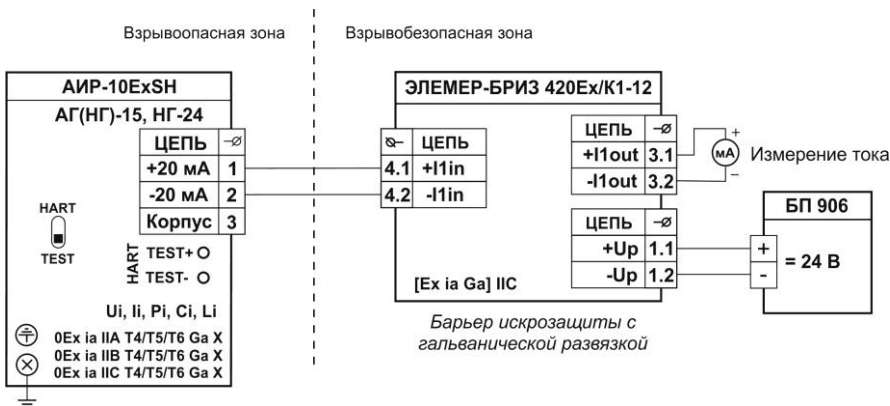 Взрывоопасная зона
Взрывобезопасная зона
АИР-10ExSH
АГ(НГ)-15, НГ-24
ЦЕПЬ
+20 мА 1
-20 мА 2
Корпус 3
HART
TEST
HART
TEST+
TEST-
Ui, Ii, Pi, Ci, Li
0Ex ia IIA T4/T5/T6 Ga X
0Ex ia IIB T4/T5/T6 Ga X
0Ex ia IIC T4/T5/T6 Ga X
ЭЛЕМЕР-БРИЗ 420Ex/К1-12
ЦЕПЬ
4.1 +I1in
4.2 -I1in
ЦЕПЬ
+I1out 3.1
-I1out 3.2
ЦЕПЬ
+Up 1.1
-Up 1.2
[Ex ia Ga] IIC
Барьер искрозащиты с
гальванической развязкой
+
мА
–
Измерение тока
БП 906
+
-
= 24 В